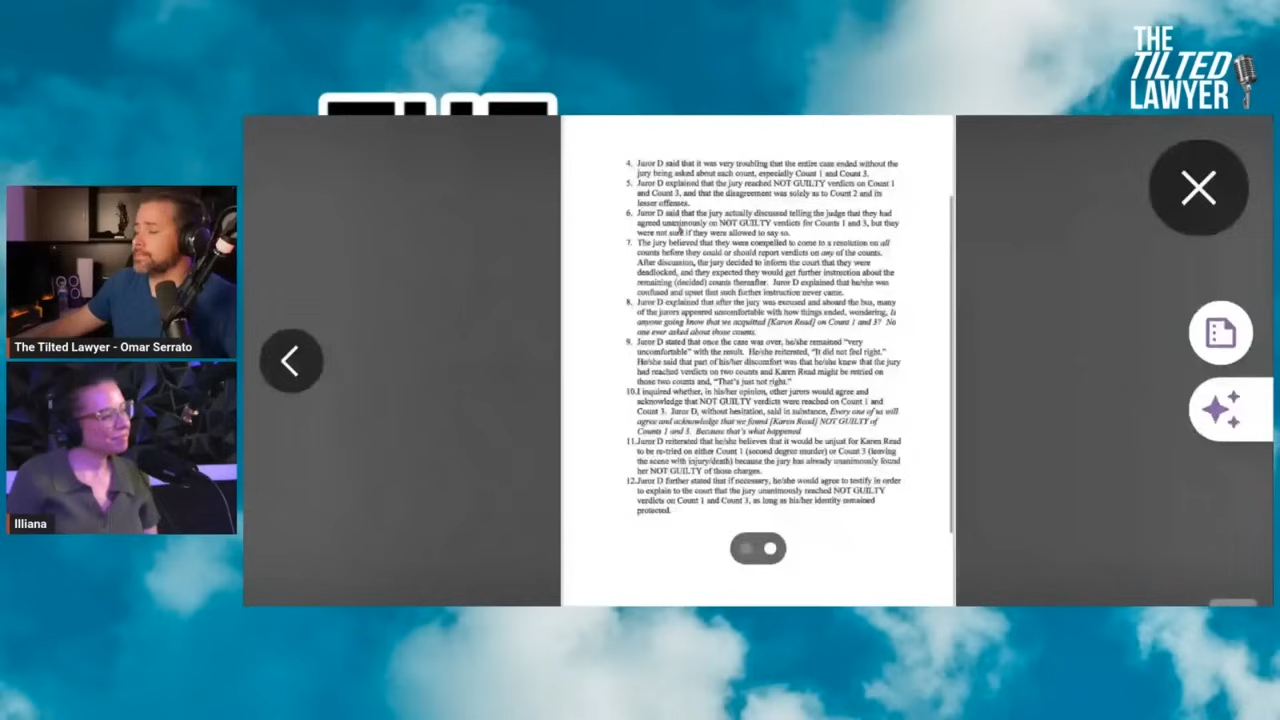 THE
TILTED
LAWYER
4. Juror D said that it was very troubling that the entire case ended without the
jury being asked about each count, especially Count 1 and Count 3.
5. Juror D explained that the jury reached NOT GUILTY verdicts on Count 1
and Count 3, and that the disagreement was solely as to Count 2 and its
lesser offenses.
6. Juror D said that the jury actually discussed telling the judge that they had
agreed unanimously on NOT GUILTY verdicts for Counts 1 and 3, but they
were not sure if they were allowed to say so.
7. The jury believed that they were compelled to come to a resolution on all
counts before they could or should report verdicts on any of the counts.
After discussion, the jury decided to inform the court that they were
deadlocked, and they expected they would get further instruction about the
remaining (decided) counts thereafter. Juror D explained that he/she was
confused and upset that such further instruction never came.
8. Juror D explained that after the jury was excused and aboard the bus, many
of the jurors appeared uncomfortable with how things ended, wondering, Is
anyone going know that we acquitted [Karen Read] on Count 1 and 3? No
one ever asked about those counts.
9. Juror D stated that once the case was over, he/she remained "very
uncomfortable" with the result. He/She reiterated, "It did not feel right."
He/She said that part of his/her discomfort was that he/she knew that the jury
had reached verdicts on two counts and Karen Read might be retried on
those two counts and, "That's just not right."
10.I inquired whether, in his/her opinion, other jurors would agree and
acknowledge that NOT GUILTY verdicts were reached on Count 1 and
Count 3. Juror D, without hesitation, said in substance, Every one of us will
agree and acknowledge that we found [Karen Read] NOT GUILTY of
Counts 1 and 3. Because that's what happened
11.Juror D reiterated that he/she believes that it would be unjust for Karen Read
to be re-tried on either Count 1 (second degree murder) or Count 3 (leaving
the scene with injury/death) because the jury has already unanimously found
her NOT GUILTY of those charges.
12.Juror D further stated that if necessary, he/she would agree to testify in order
to explain to the court that the jury unanimously reached NOT GUILTY
verdicts on Count 1 and Count 3, as long as his/her identity remained
protected.
The Tilted Lawyer - Omar Serrato
Illiana